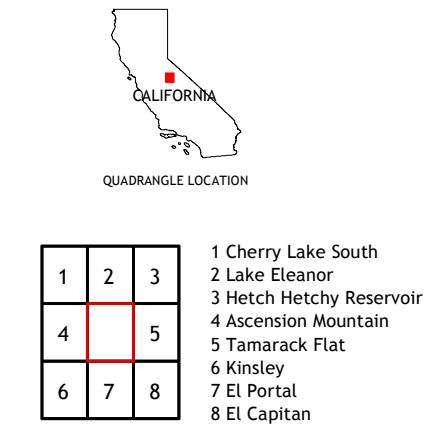 CALIFORNIA
QUADRANGLE LOCATION
1 2 3
4 5
6 7 8
1 Cherry Lake South
2 Lake Eleanor
3 Hetch Hetchy Reservoir
4 Ascension Mountain
5 Tamarack Flat
6 Kinsley
7 El Portal
8 El Capitan